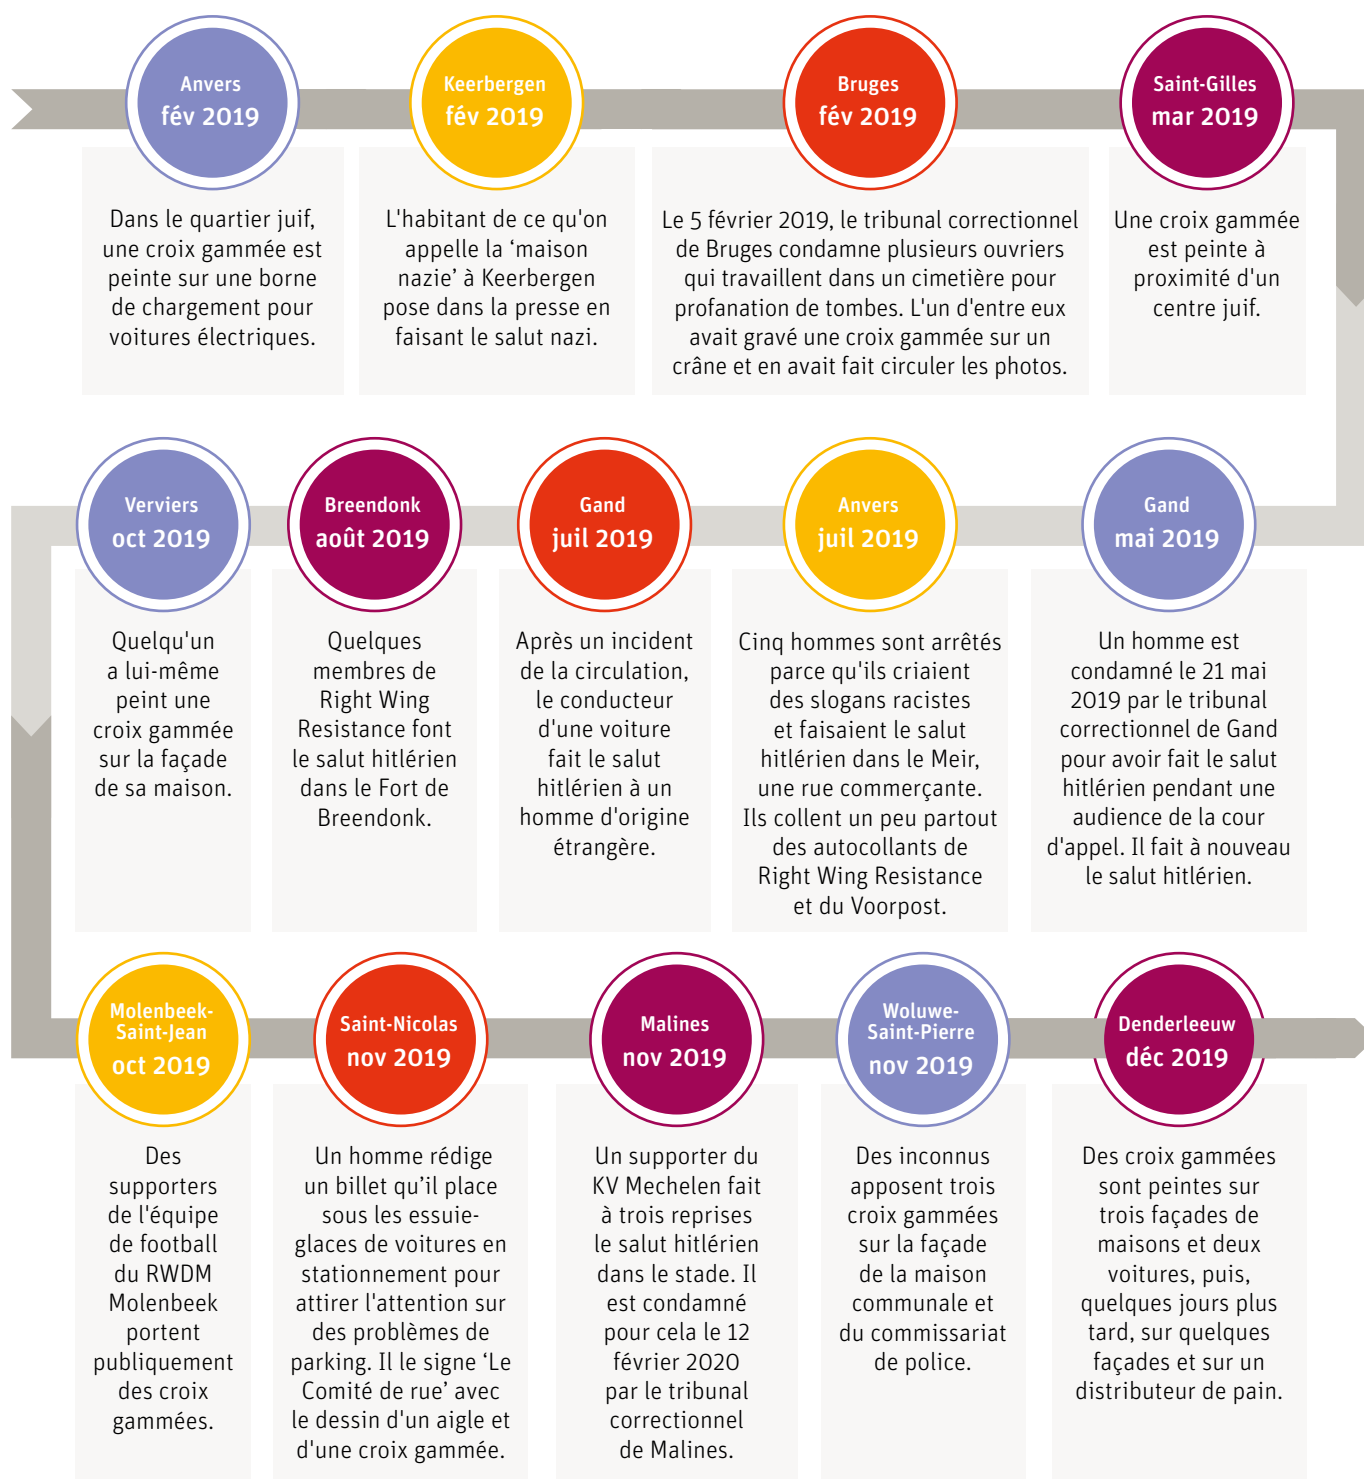 Anvers
fév 2019
Dans le quartier juif,
une croix gammée est
peinte sur une borne
de chargement pour
voitures électriques.
Keerbergen
fév 2019
L'habitant de ce qu'on
appelle la ‘maison
nazie’ à Keerbergen
pose dans la presse en
faisant le salut nazi.
Bruges
fév 2019
Le 5 février 2019, le tribunal correctionnel
de Bruges condamne plusieurs ouvriers
qui travaillent dans un cimetière pour
profanation de tombes. L'un d'entre eux
avait gravé une croix gammée sur un
crâne et en avait fait circuler les photos.
Saint-Gilles
mar 2019
Une croix gammée
est peinte à
proximité d'un
centre juif.
Verviers
oct 2019
Quelqu'un
a lui-même
peint une
croix gammée
sur la façade
de sa maison.
Breendonk
août 2019
Quelques
membres de
Right Wing
Resistance font
le salut hitlérien
dans le Fort de
Breendonk.
Gand
juil 2019
Après un incident
de la circulation,
le conducteur
d'une voiture
fait le salut
hitlérien à un
homme d'origine
étrangère.
Anvers
juil 2019
Cinq hommes sont arrêtés
parce qu'ils criaient
des slogans racistes
et faisaient le salut
hitlérien dans le Meir,
une rue commerçante.
Ils collent un peu partout
des autocollants de
Right Wing Resistance
et du Voorpost.
Gand
mai 2019
Un homme est
condamné le 21 mai
2019 par le tribunal
correctionnel de Gand
pour avoir fait le salut
hitlérien pendant une
audience de la cour
d'appel. Il fait à nouveau
le salut hitlérien.
Molenbeek-
Saint-Jean
oct 2019
Des
supporters
de l'équipe
de football
du RWDM
Molenbeek
portent
publiquement
des croix
gammées.
Saint-Nicolas
nov 2019
Un homme rédige
un billet qu’il place
sous les essuie-
glaces de voitures en
stationnement pour
attirer l'attention sur
des problèmes de
parking. Il le signe ‘Le
Comité de rue’ avec
le dessin d'un aigle et
d'une croix gammée.
Malines
nov 2019
Un supporter du
KV Mechelen fait
à trois reprises
le salut hitlérien
dans le stade. Il
est condamné
pour cela le 12
février 2020
par le tribunal
correctionnel
de Malines.
Woluwe-
Saint-Pierre
nov 2019
Des inconnus
apposent trois
croix gammées
sur la façade
de la maison
communale et
du commissariat
de police.
Denderleeuw
déc 2019
Des croix gammées
sont peintes sur
trois façades de
maisons et deux
voitures, puis,
quelques jours plus
tard, sur quelques
façades et sur un
distributeur de pain.